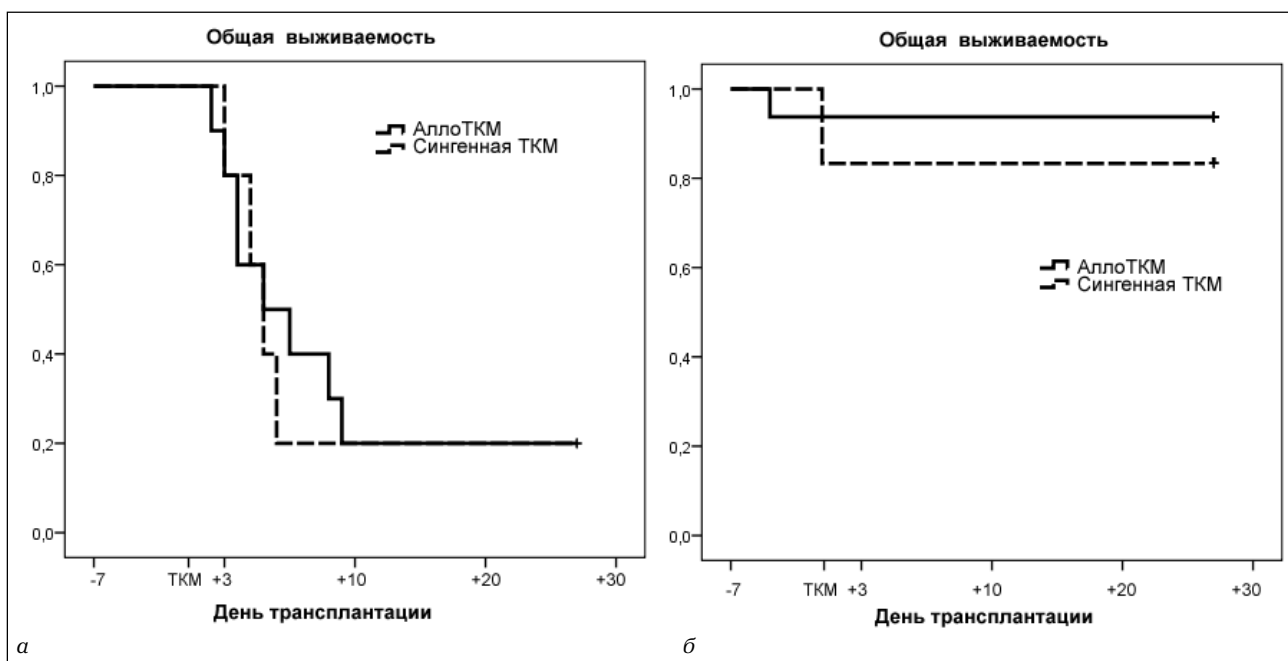 Общая выживаемость
1,0
0,8
0,6
0,4
0,2
0,0
АллоТКМ
Сингенная ТКМ
-7 ТКМ +3 +10 +20 +30
День трансплантации
а
Общая выживаемость
1,0
0,8
0,6
0,4
0,2
0,0
АллоТКМ
Сингенная ТКМ
-7 ТКМ +3 +10 +20 +30
День трансплантации
б